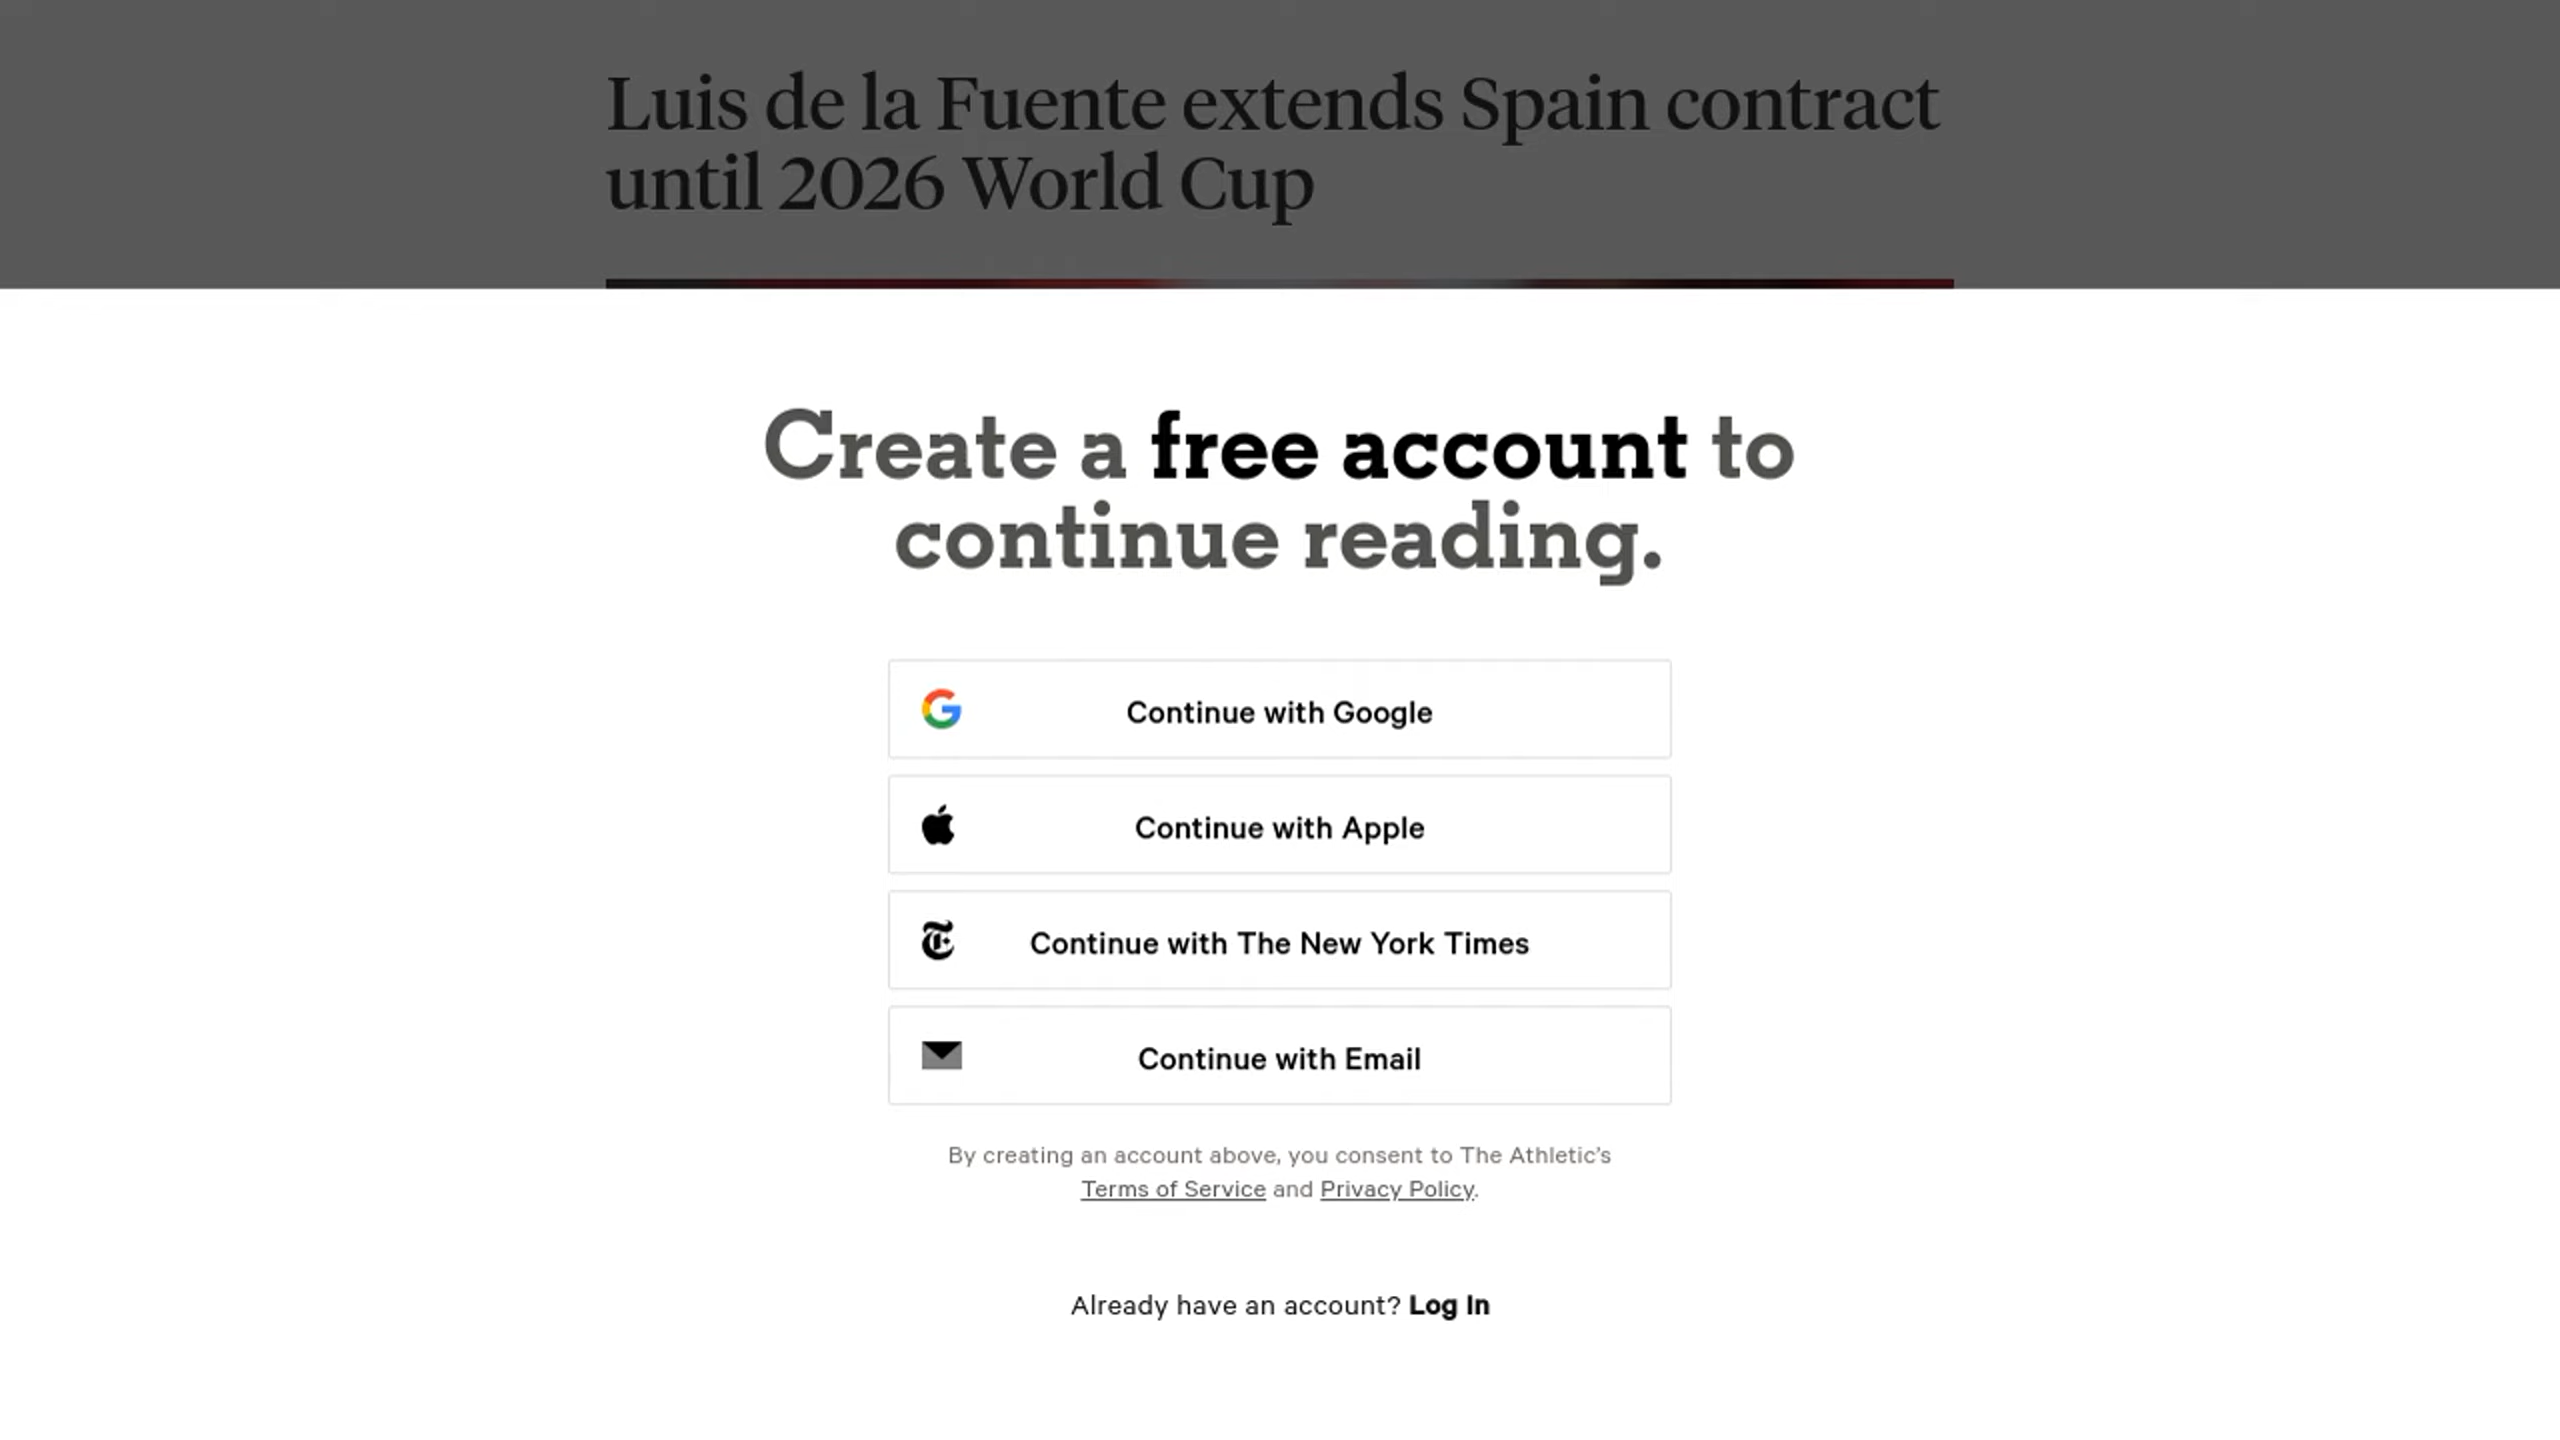 Luis de la Fuente extends Spain contract
until 2026 World Cup
Create a free account to
continue reading.
Continue with Google
Continue with Apple
Continue with The New York Times
Continue with Email
By creating an account above, you consent to The Athletic’s
Terms of Service and Privacy Policy.
Already have an account? Log In